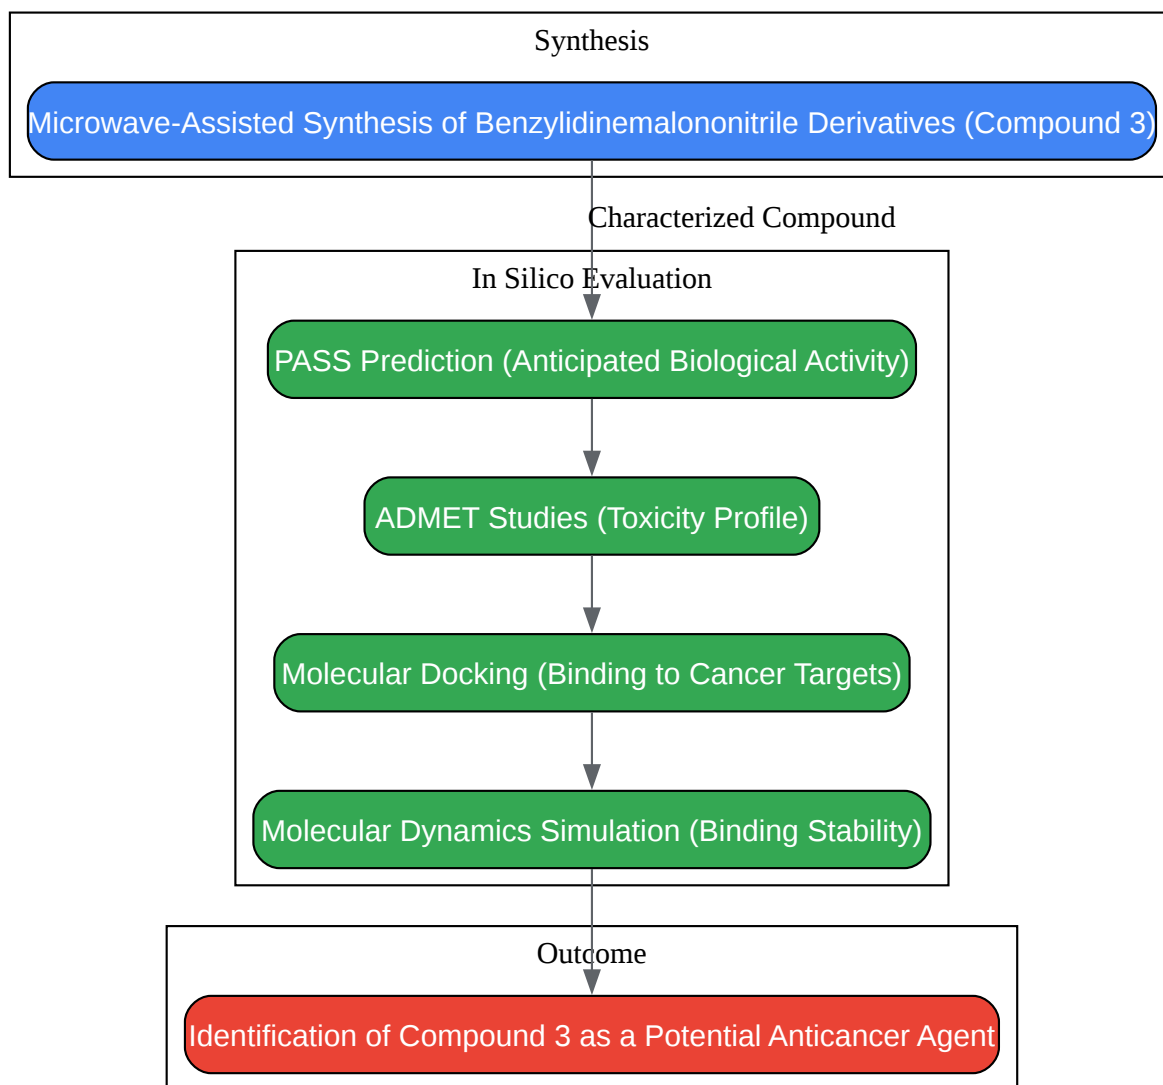 Synthesis
Microwave-Assisted Synthesis of Benzylidinemalononitrile Derivatives (Compound 3)
Characterized Compound
In Silico Evaluation
PASS Prediction (Anticipated Biological Activity)
ADMET Studies (Toxicity Profile)
Molecular Docking (Binding to Cancer Targets)
Molecular Dynamics Simulation (Binding Stability)
Outcome
Identification of Compound 3 as a Potential Anticancer Agent